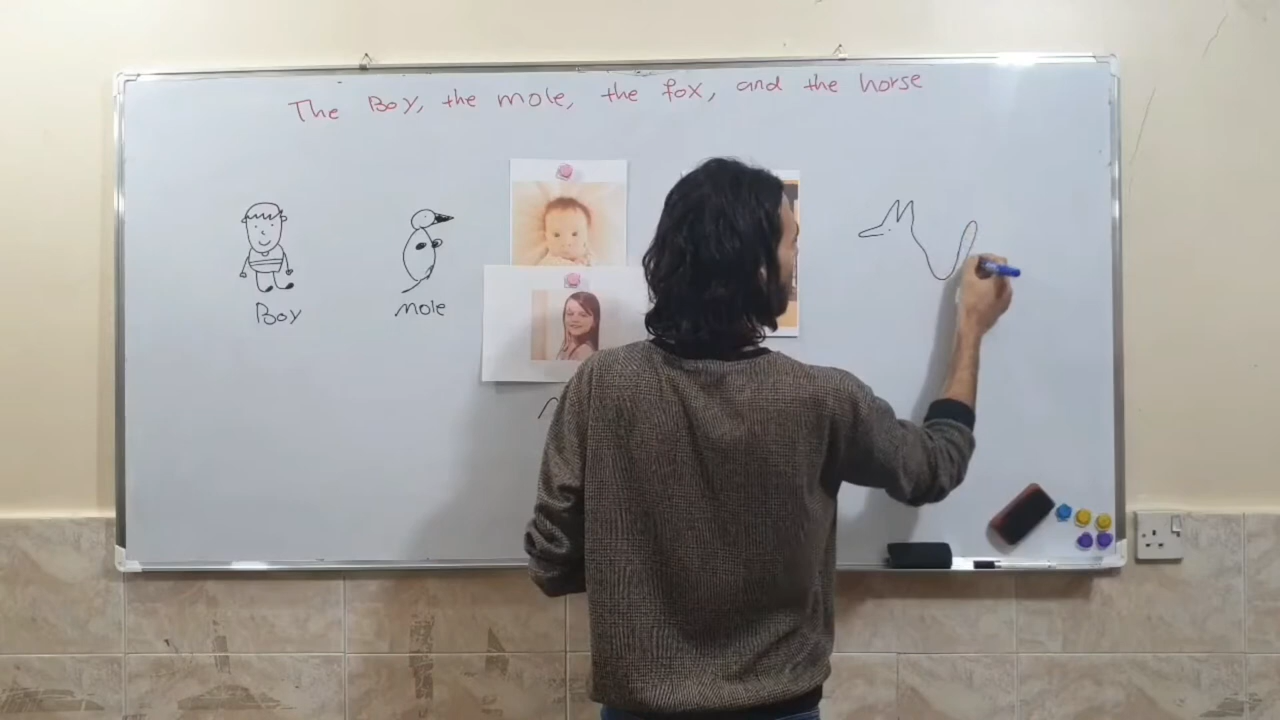 The Boy, the mole, the fox, and the horse
Boy
mole